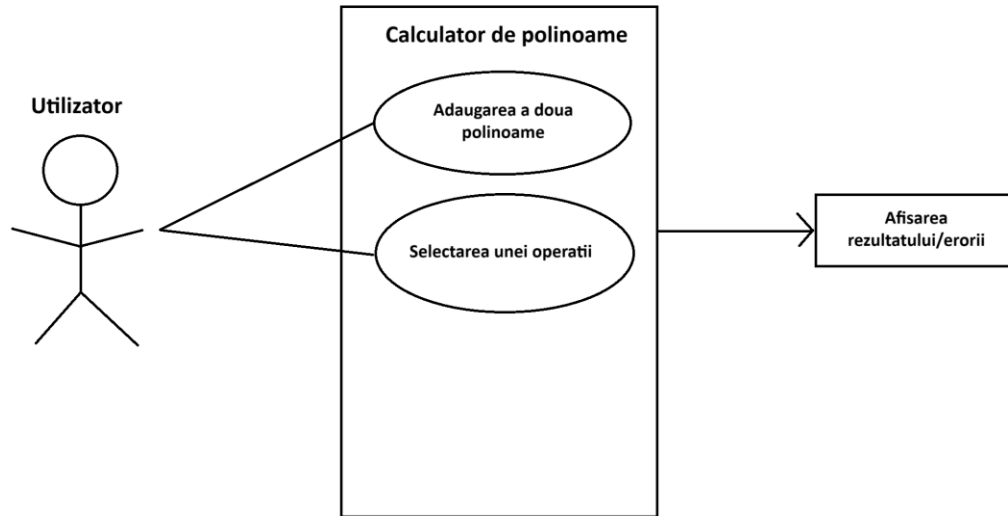 Calculator de polinoame
Utilizator
Adaugarea a doua
polinoame
Selectarea unei operatii
Afisarea
rezultatului/erorii